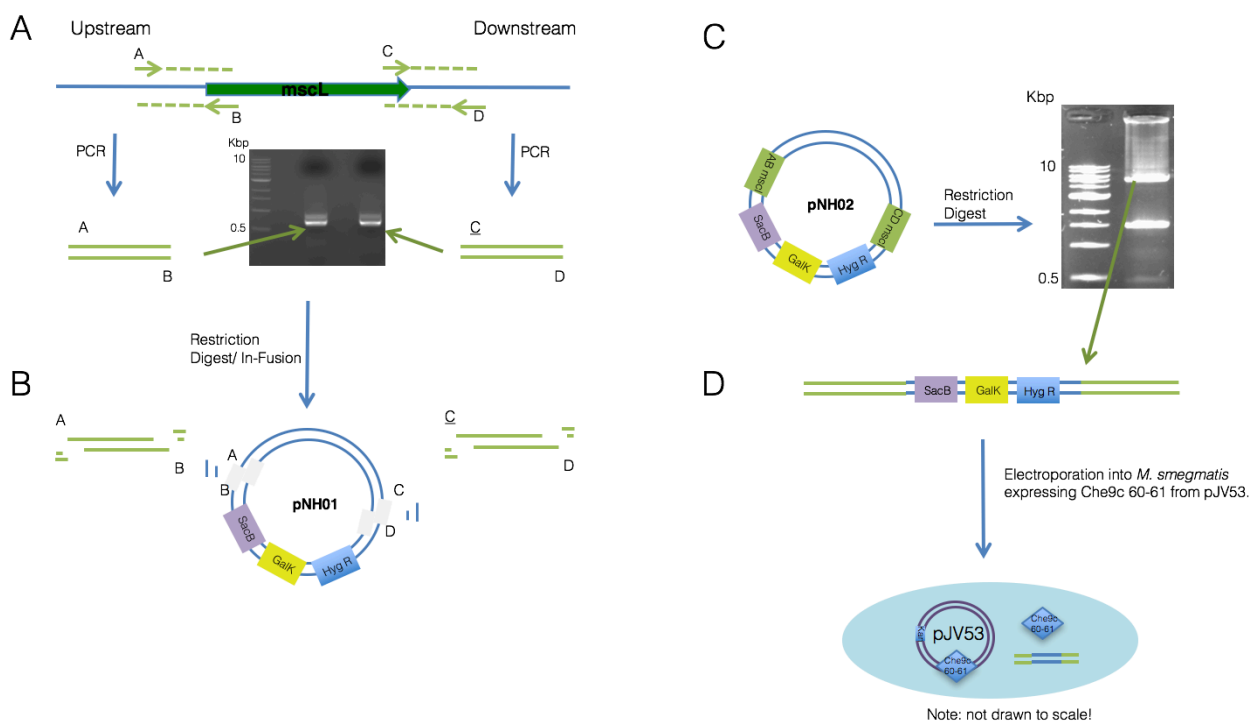 A
Upstream
Downstream
A
C
mscL
B
D
PCR
PCR
Kbp
10
0.5
A
B
C
D
Restriction
Digest/ In-Fusion
B
A
B
C
D
A
B
C
D
pNH01
SacB
GalK
Hyg R
C
Kbp
10
0.5
AB mscl
CD mscl
SacB
GalK
Hyg R
pNH02
Restriction
Digest
D
SacB
GalK
Hyg R
Electroporation into M. smegmatis
expressing Che9c 60-61 from pJV53.
Kan
pJV53
Che9c
60-61
Che9c
60-61
Note: not drawn to scale!